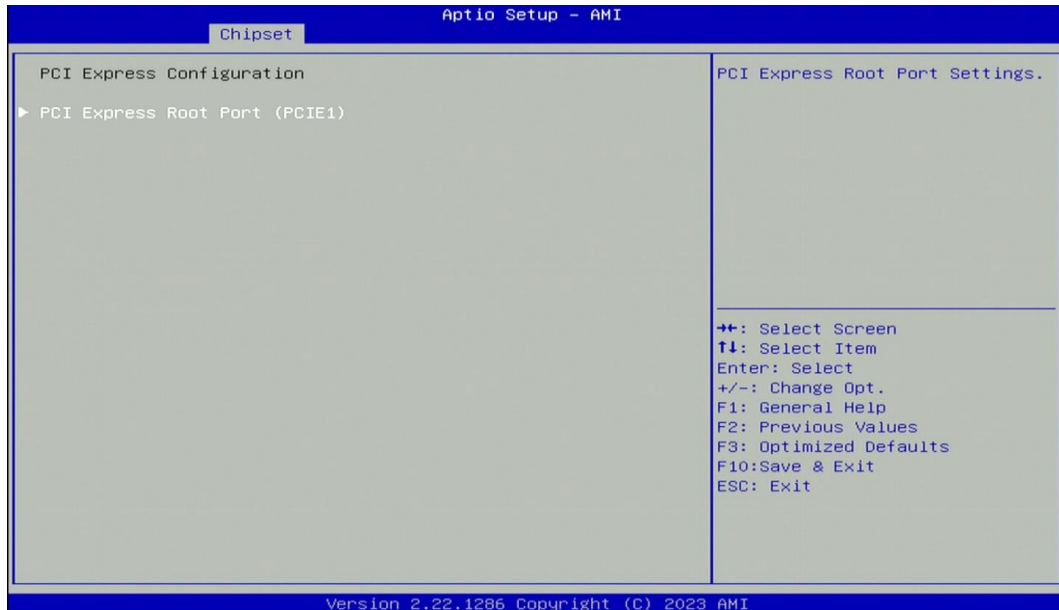 Aptio Setup – AMI
Chipset
PCI Express Configuration
► PCI Express Root Port (PCIE1)
PCI Express Root Port Settings.
→←: Select Screen
↑↓: Select Item
Enter: Select
+/-: Change Opt.
F1: General Help
F2: Previous Values
F3: Optimized Defaults
F10:Save & Exit
ESC: Exit
Version 2.22.1286 Copyright (C) 2023 AMI